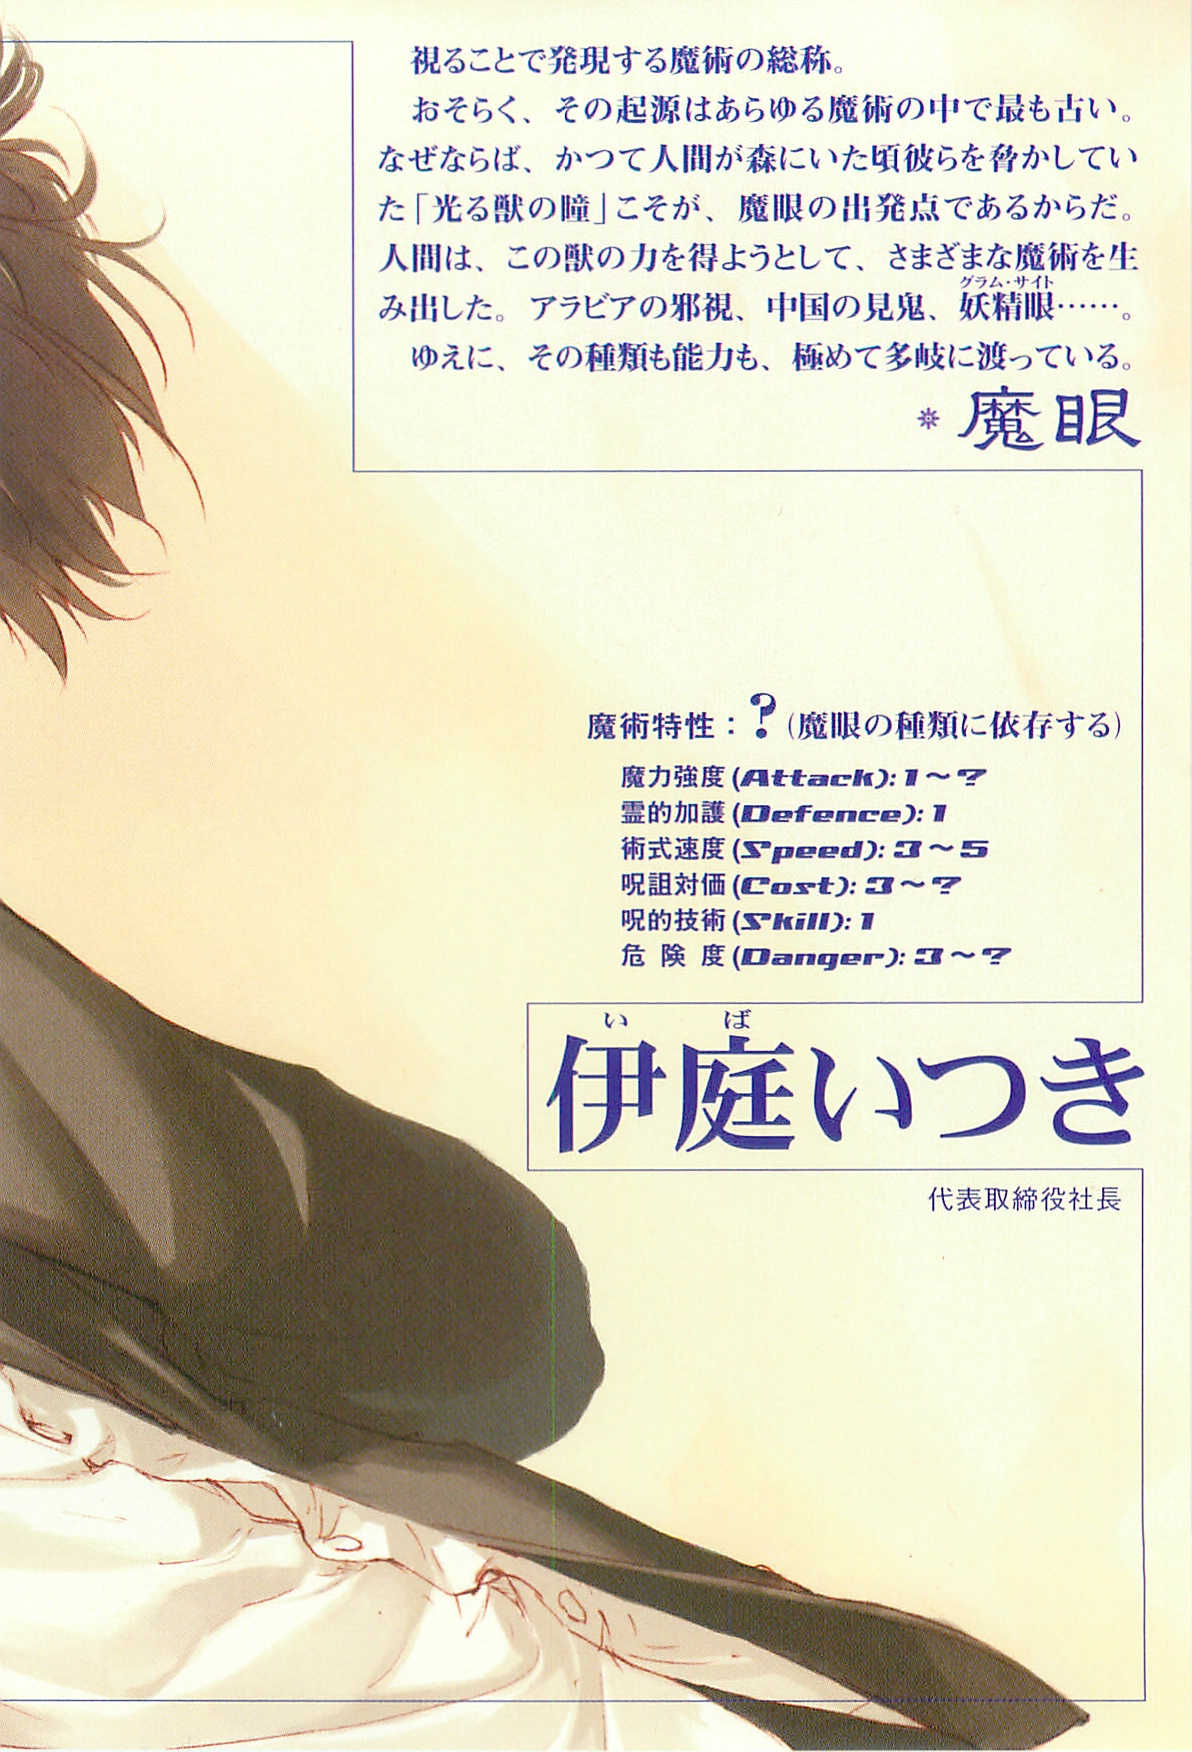 視ることで発現する魔術の総称。
おそらく、その起源はあらゆる魔術の中で最も古い。
なぜならば、かつて人間が森にいた頃彼らを脅かしてい
た「光る獣の瞳」こそが、魔眼の出発点であるからだ。
人間は、この獣の力を得ようとして、さまざまな魔術を生
グラム・サイト
み出した。アラビアの邪視、中国の見鬼、妖精眼……。
ゆえに、その種類も能力も、極めて多岐に渡っている。
＊魔眼
魔術特性：？(魔眼の種類に依存する)
魔力強度(Attack):1～?
霊的加護(Defence):1
術式速度(Speed):3～5
呪詛対価(Cost):3～?
呪的技術(Skill):1
危険度(Danger):3～?
いば
伊庭いつき
代表取締役社長